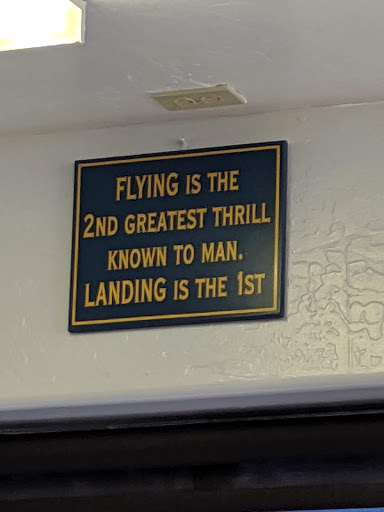 FLYING IS THE
2ND GREATEST THRILL
KNOWN TO MAN.
LANDING IS THE 1ST